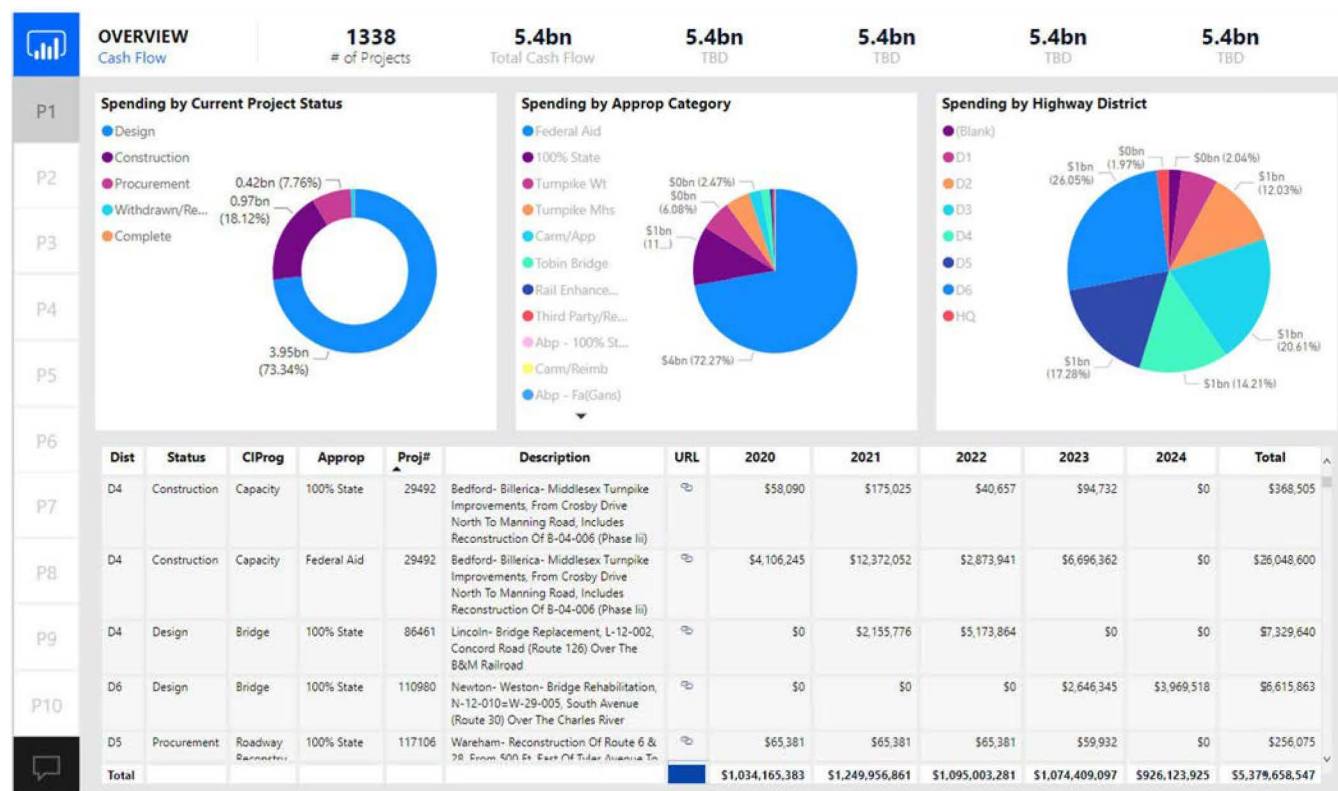 OVERVIEW
Cash Flow
1338
# of Projects
5.4bn
Total Cash Flow
5.4bn
TBD
5.4bn
TBD
5.4bn
TBD
5.4bn
TBD
P1
P2
P3
P4
P5
P6
P7
P8
P9
P10
Spending by Current Project Status
Design
Construction
Procurement
Withdrawn/Re...
Complete
0.42bn (7.76%)
0.97bn
(18.12%)
3.95bn
(73.34%)
Spending by Approp Category
Federal Aid
100% State
Turnpike Wt
Turnpike Mhs
Carm/App
Tobin Bridge
Rail Enhance...
Third Party/Re...
Abp - 100% St...
Carm/Reimb
Abp - Fa(Gans)
$0bn (2.47%)
$0bn
(6.08%)
$1bn
(11...)
$4bn (72.27%)
Spending by Highway District
(Blank)
D1
D2
D3
D4
D5
D6
HQ
$0bn
(1.97%)
$0bn (2.04%)
$1bn
(26.05%)
$1bn
(12.03%)
$1bn
(20.61%)
$1bn
(17.28%)
$1bn (14.21%)
Dist Status CIProg Approp Proj# Description URL 2020 2021 2022 2023 2024 Total
D4 Construction Capacity 100% State 29492 Bedford- Billerica- Middlesex Turnpike $58,090 $175,025 $40,657 $94,732 $0 $368,505
Improvements, From Crosby Drive
North To Manning Road, Includes
Reconstruction Of B-04-006 (Phase Iii)
D4 Construction Capacity Federal Aid 29492 Bedford- Billerica- Middlesex Turnpike $4,106,245 $12,372,052 $2,873,941 $6,696,362 $0 $26,048,600
Improvements, From Crosby Drive
North To Manning Road, Includes
Reconstruction Of B-04-006 (Phase Iii)
D4 Design Bridge 100% State 86461 Lincoln- Bridge Replacement, L-12-002, $0 $2,155,776 $5,173,864 $0 $0 $7,329,640
Concord Road (Route 126) Over The
B&M Railroad
D6 Design Bridge 100% State 110980 Newton- Weston- Bridge Rehabilitation, $0 $0 $0 $2,646,345 $3,969,518 $6,615,863
N-12-010=W-29-005, South Avenue
(Route 30) Over The Charles River
D5 Procurement Roadway 100% State 117106 Wareham- Reconstruction Of Route 6 & $65,381 $65,381 $65,381 $59,932 $0 $256,075
Reconstru 28, From 500 Ft. East Of Tyler Avenue To
Total $1,034,165,383 $1,249,956,861 $1,095,003,281 $1,074,409,097 $926,123,925 $5,379,658,547